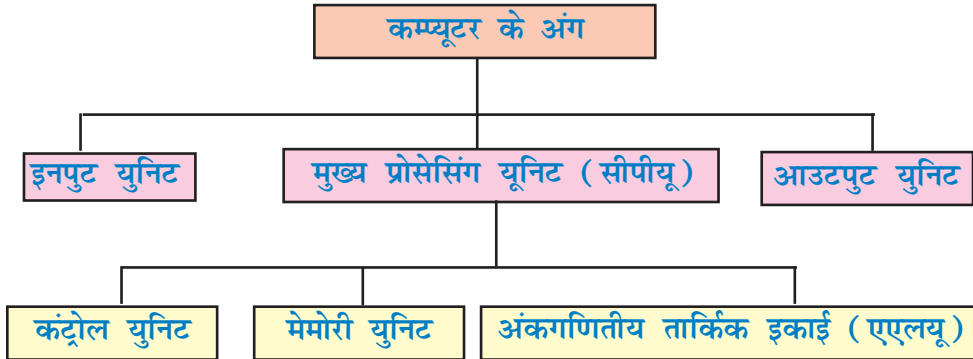 कम्प्यूटर के अंग
इनपुट युनिट
मुख्य प्रोसेसिंग यूनिट (सीपीयू)
आउटपुट युनिट
कंट्रोल युनिट
मेमोरी युनिट
अंकगणितीय तार्किक इकाई (एएलयू)